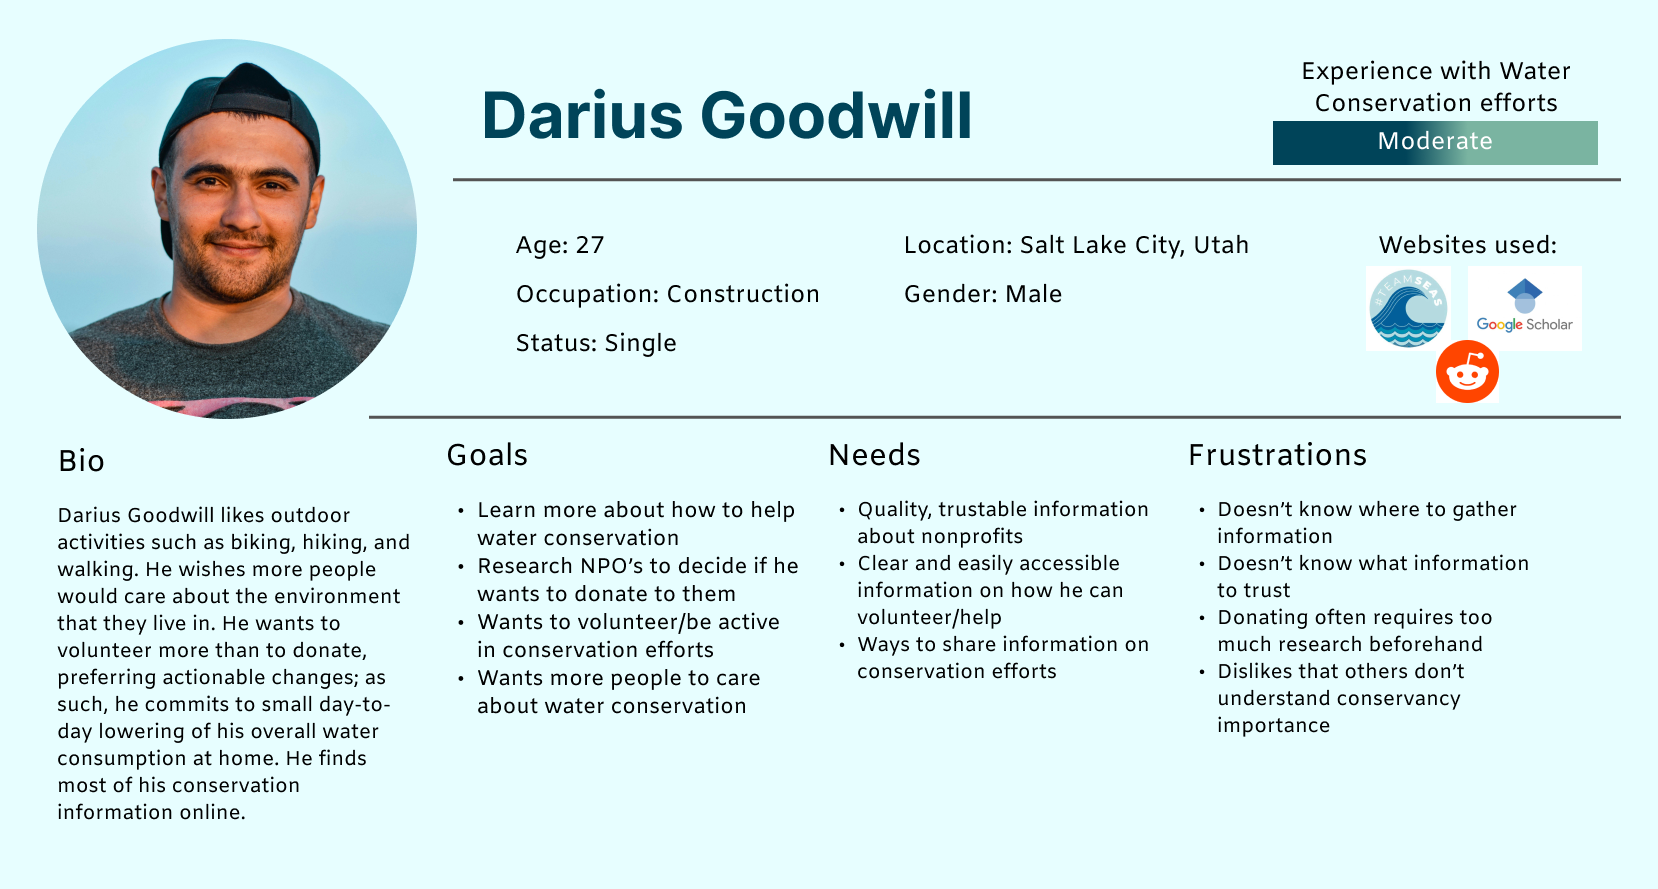 Darius Goodwill
Experience with Water
Conservation efforts
Moderate
Age: 27
Occupation: Construction
Status: Single
Location: Salt Lake City, Utah
Gender: Male
Websites used:
#TEAMSEAS
Google Scholar
Bio
Darius Goodwill likes outdoor
activities such as biking, hiking, and
walking. He wishes more people
would care about the environment
that they live in. He wants to
volunteer more than to donate,
preferring actionable changes; as
such, he commits to small day-to-
day lowering of his overall water
consumption at home. He finds
most of his conservation
information online.
Goals
• Learn more about how to help
water conservation
• Research NPO’s to decide if he
wants to donate to them
• Wants to volunteer/be active
in conservation efforts
• Wants more people to care
about water conservation
Needs
• Quality, trustable information
about nonprofits
• Clear and easily accessible
information on how he can
volunteer/help
• Ways to share information on
conservation efforts
Frustrations
• Doesn’t know where to gather
information
• Doesn’t know what information
to trust
• Donating often requires too
much research beforehand
• Dislikes that others don’t
understand conservancy
importance